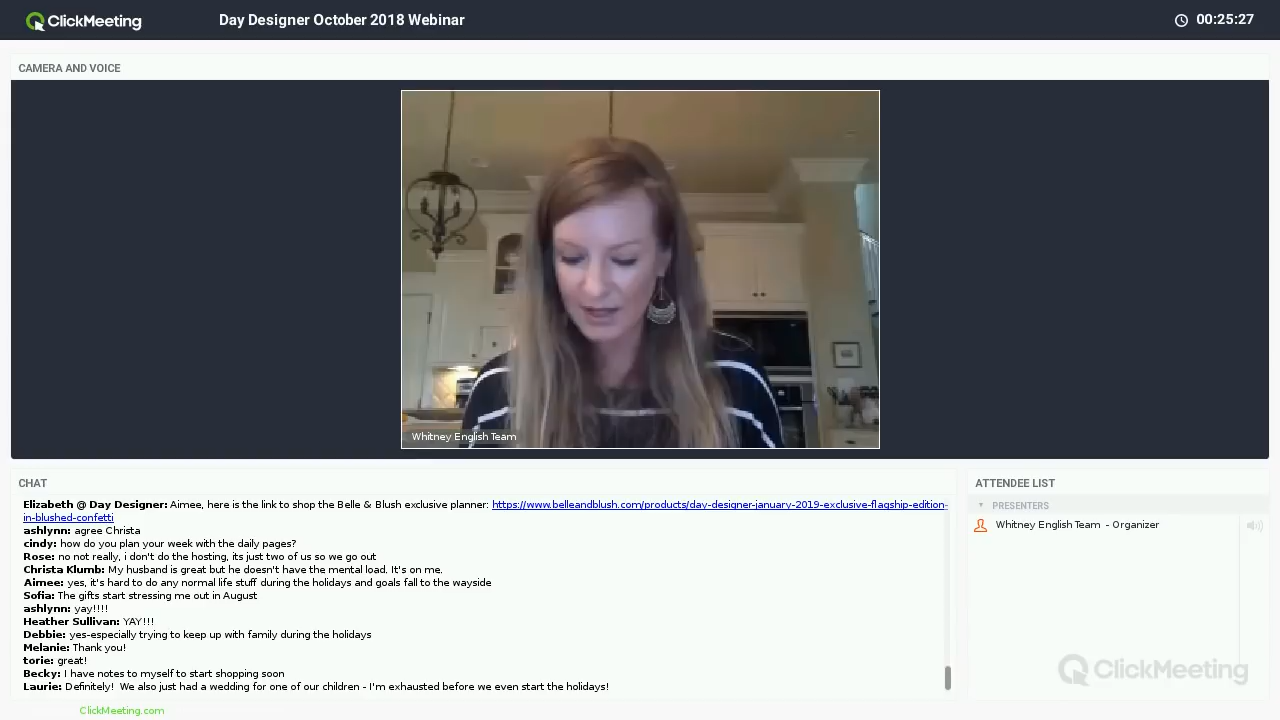 ClickMeeting
Day Designer October 2018 Webinar
00:25:27
CAMERA AND VOICE
Whitney English Team
CHAT
Elizabeth @ Day Designer: Aimee, here is the link to shop the Belle & Blush exclusive planner: https://www.belleandblush.com/products/day-designer-january-2019-exclusive-flagship-edition-
in-blushed-confetti
ashlynn: agree Christa
cindy: how do you plan your week with the daily pages?
Rose: no not really, i don't do the hosting, its just two of us so we go out
Christa Klumb: My husband is great but he doesn't have the mental load. It's on me.
Aimee: yes, it's hard to do any normal life stuff during the holidays and goals fall to the wayside
Sofia: The gifts start stressing me out in August
ashlynn: yay!!!!
Heather Sullivan: YAY!!!
Debbie: yes-especially trying to keep up with family during the holidays
Melanie: Thank you!
torie: great!
Becky: I have notes to myself to start shopping soon
Laurie: Definitely!  We also just had a wedding for one of our children - I'm exhausted before we even start the holidays!
ATTENDEE LIST
PRESENTERS
Whitney English Team - Organizer
ClickMeeting
ClickMeeting.com